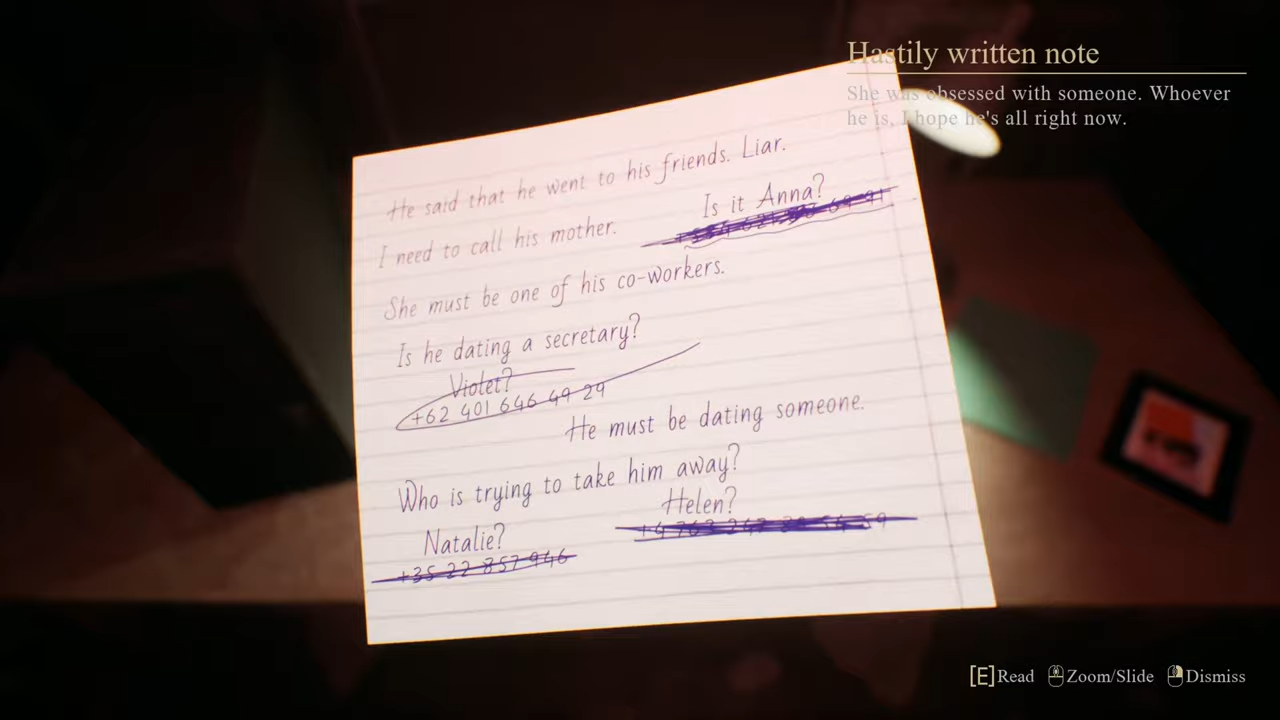 Hastily written note
She was obsessed with someone. Whoever
he is, I hope he's all right now.
He said that he went to his friends. Liar.
Is it Anna?
I need to call his mother.
She must be one of his co-workers.
Is he dating a secretary?
Violet?
+62 401 646 49 29
He must be dating someone.
Who is trying to take him away?
Helen?
Natalie?
+35 22 857 946
[E]Read Zoom/Slide Dismiss